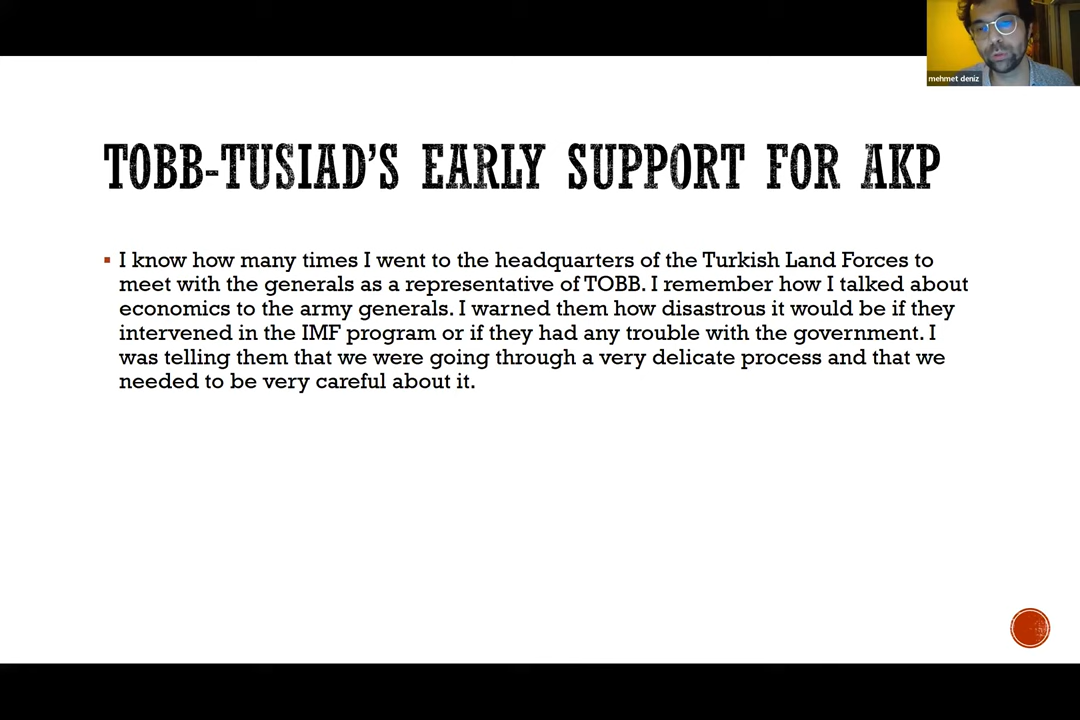 mehmet deniz
TOBB-TUSIAD'S EARLY SUPPORT FOR AKP
▪ I know how many times I went to the headquarters of the Turkish Land Forces to
meet with the generals as a representative of TOBB. I remember how I talked about
economics to the army generals. I warned them how disastrous it would be if they
intervened in the IMF program or if they had any trouble with the government. I
was telling them that we were going through a very delicate process and that we
needed to be very careful about it.